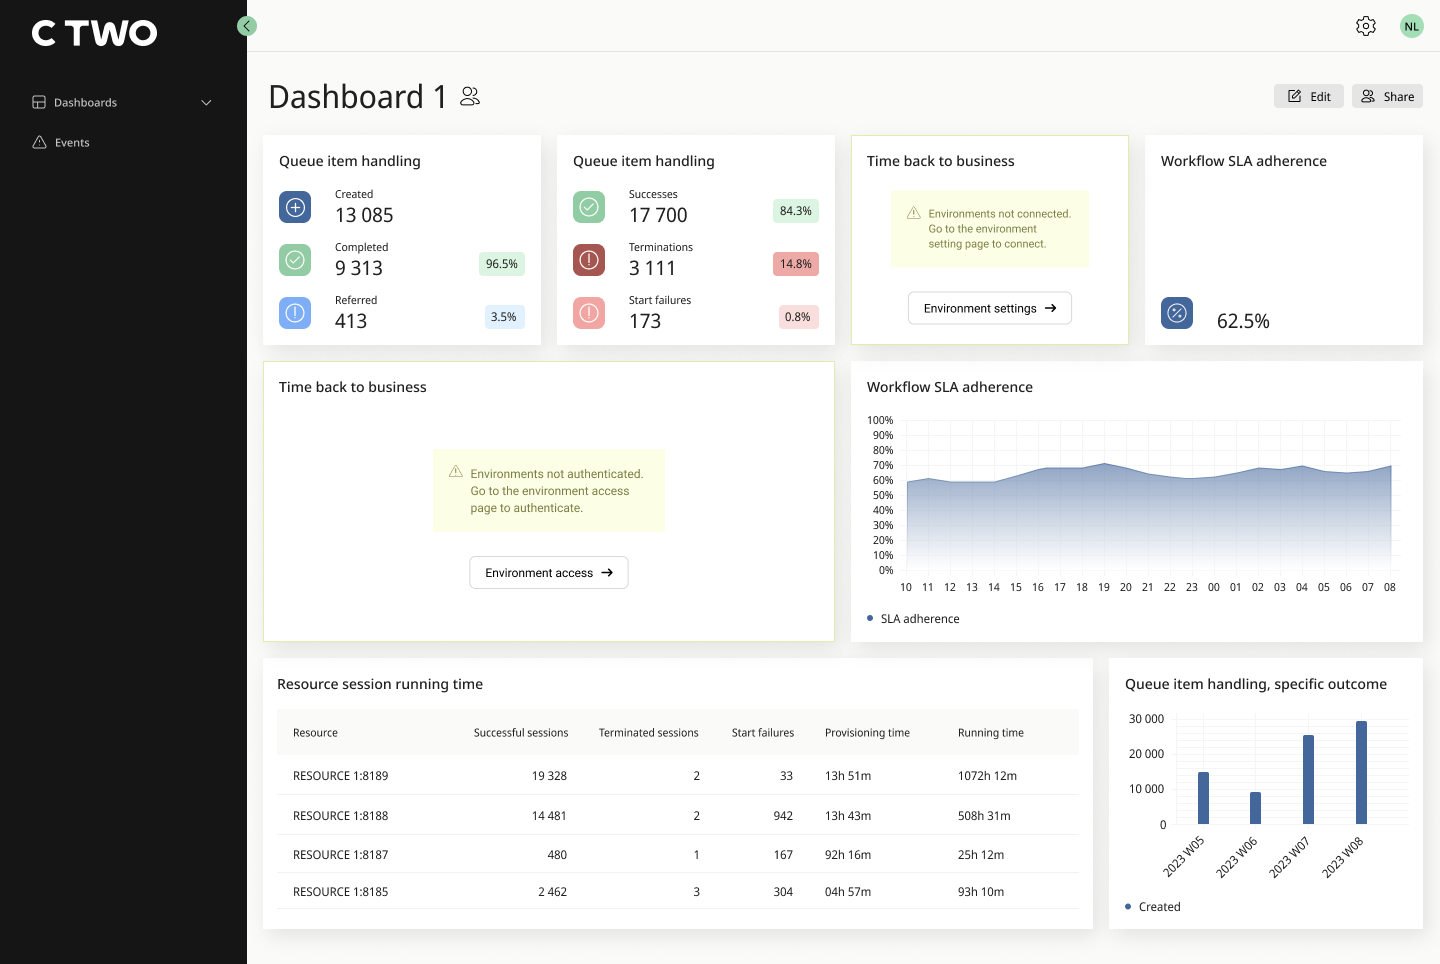 C TWO
NL
Dashboards
Events
Dashboard 1
Edit
Share
Queue item handling
Created
13 085
Completed
9 313
96.5%
Referred
413
3.5%
Queue item handling
Successes
17 700
84.3%
Terminations
3 111
14.8%
Start failures
173
0.8%
Time back to business
Environments not connected.
Go to the environment
setting page to connect.
Environment settings
Workflow SLA adherence
62.5%
Time back to business
Environments not authenticated.
Go to the environment access
page to authenticate.
Environment access
Workflow SLA adherence
100%
90%
80%
70%
60%
50%
40%
30%
20%
10%
0%
10 11 12 13 14 15 16 17 18 19 20 21 22 23 00 01 02 03 04 05 06 07 08
SLA adherence
Resource session running time
Resource Successful sessions Terminated sessions Start failures Provisioning time Running time
RESOURCE 1:8189 19 328 2 33 13h 51m 1072h 12m
RESOURCE 1:8188 14 481 2 942 13h 43m 508h 31m
RESOURCE 1:8187 480 1 167 92h 16m 25h 12m
RESOURCE 1:8185 2 462 3 304 04h 57m 93h 10m
Queue item handling, specific outcome
30 000
20 000
10 000
0
2023 W05 2023 W06 2023 W07 2023 W08
Created